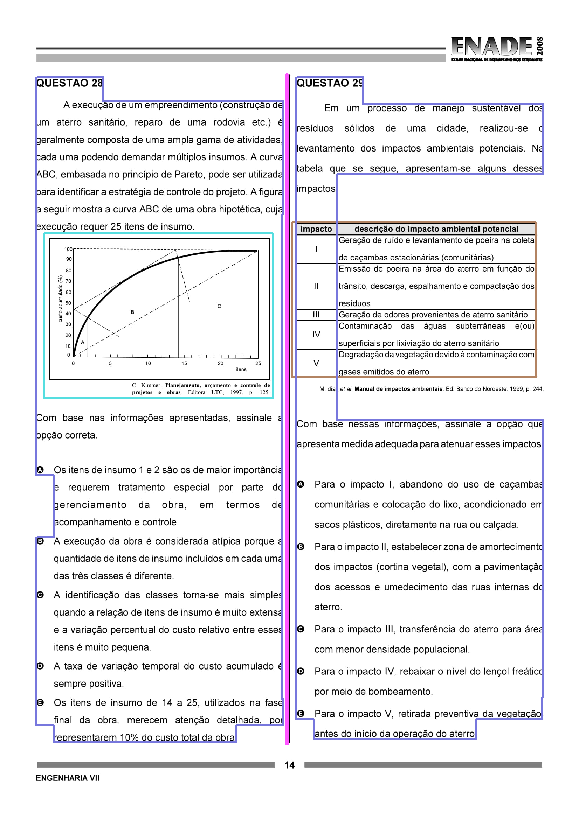 ENADE 2008
EXAME NACIONAL DE DESEMPENHO DOS ESTUDANTES
QUESTÃO 28
A execução de um empreendimento (construção de
um aterro sanitário, reparo de uma rodovia etc.) é
geralmente composta de uma ampla gama de atividades,
cada uma podendo demandar múltiplos insumos. A curva
ABC, embasada no princípio de Pareto, pode ser utilizada
para identificar a estratégia de controle do projeto. A figura
a seguir mostra a curva ABC de uma obra hipotética, cuja
execução requer 25 itens de insumo.
custo acumulado (%)
100
90
80
70
60
50
40
30
20
10
0
A
B
C
0 5 10 15 20 25
itens
C. Knolse. Planejamento, orçamento e controle de
projetos e obras. Editora LTC, 1997, p. 125.
Com base nas informações apresentadas, assinale a
opção correta.
A Os itens de insumo 1 e 2 são os de maior importância
e requerem tratamento especial por parte do
gerenciamento da obra, em termos de
acompanhamento e controle
B A execução da obra é considerada atípica porque a
quantidade de itens de insumo incluídos em cada uma
das três classes é diferente.
C A identificação das classes torna-se mais simples
quando a relação de itens de insumo é muito extensa
e a variação percentual do custo relativo entre esses
itens é muito pequena.
D A taxa de variação temporal do custo acumulado é
sempre positiva.
E Os itens de insumo de 14 a 25, utilizados na fase
final da obra, merecem atenção detalhada, por
representarem 10% do custo total da obra
QUESTÃO 29
Em um processo de manejo sustentável dos
resíduos sólidos de uma cidade, realizou-se o
levantamento dos impactos ambientais potenciais. Na
tabela que se segue, apresentam-se alguns desses
impactos
impacto descrição do impacto ambiental potencial
I Geração de ruído e levantamento de poeira na coleta
de caçambas estacionárias (comunitárias)
II Emissão de poeira na área do aterro em função do
trânsito, descarga, espalhamento e compactação dos
resíduos
III Geração de odores provenientes de aterro sanitário
IV Contaminação das águas subterrâneas e(ou)
superficiais por lixiviação do aterro sanitário
V Degradação da vegetação devido à contaminação com
gases emitidos do aterro
Manual de impactos ambientais. Ed. Banco do Nordeste, 1999, p. 244.
Com base nessas informações, assinale a opção que
apresenta medida adequada para atenuar esses impactos
A Para o impacto I, abandono do uso de caçambas
comunitárias e colocação do lixo, acondicionado em
sacos plásticos, diretamente na rua ou calçada.
B Para o impacto II, estabelecer zona de amortecimento
dos impactos (cortina vegetal), com a pavimentação
dos acessos e umedecimento das ruas internas do
aterro.
C Para o impacto III, transferência do aterro para área
com menor densidade populacional.
D Para o impacto IV, rebaixar o nível do lençol freático
por meio de bombeamento.
E Para o impacto V, retirada preventiva da vegetação,
antes do início da operação do aterro
14
ENGENHARIA VII